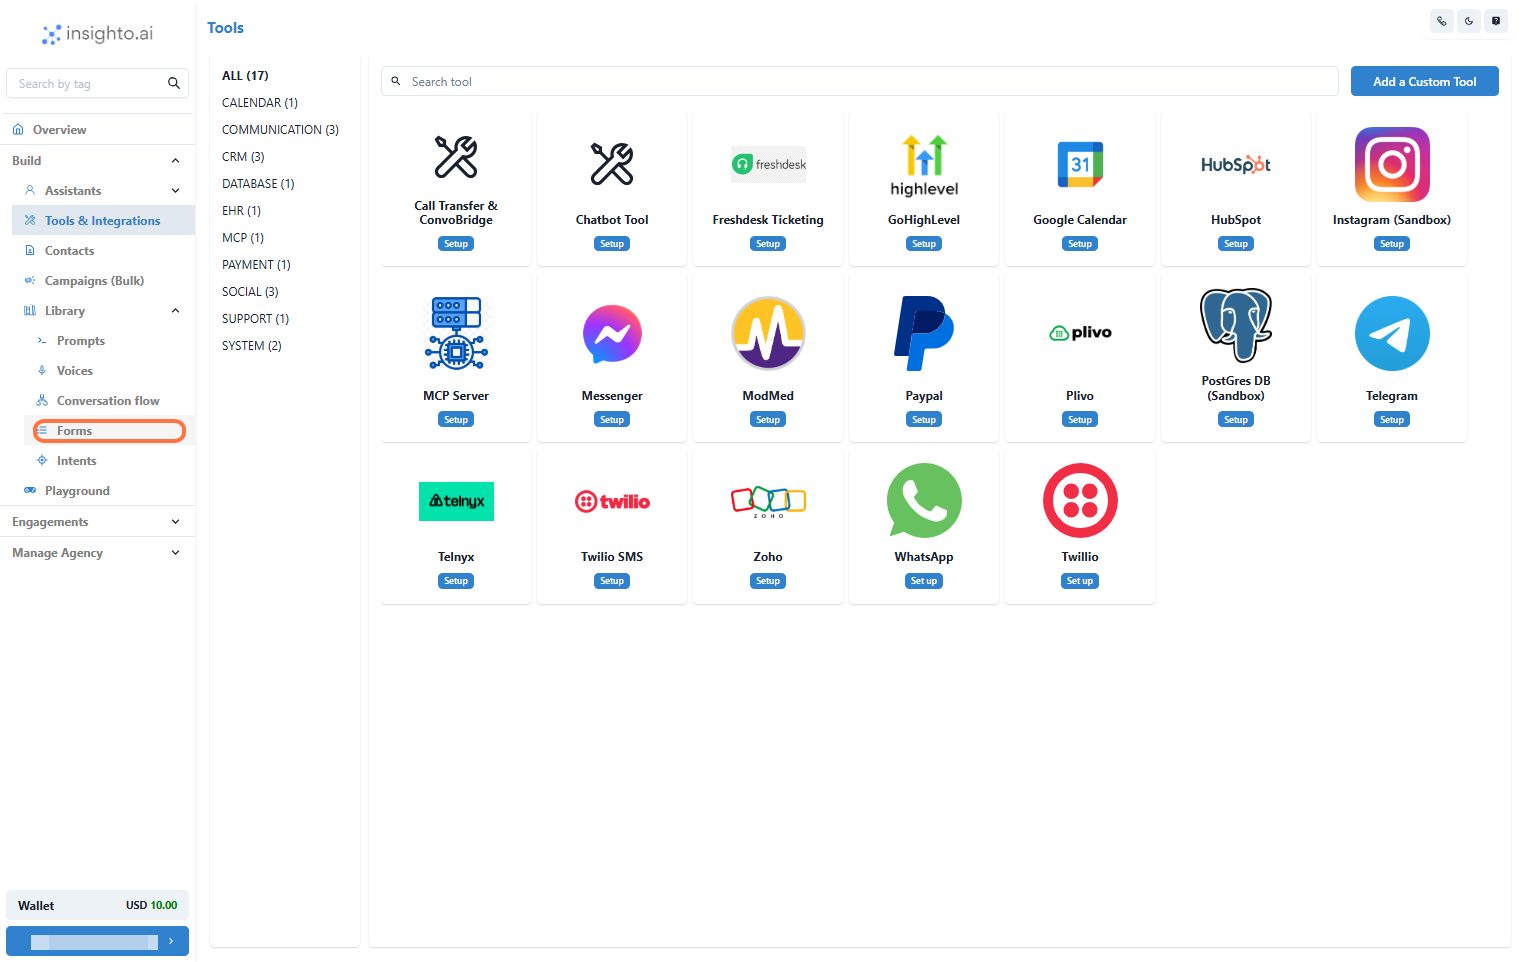 insighto.ai
Search by tag
Overview
Build
Assistants
Tools & Integrations
Contacts
Campaigns (Bulk)
Library
Prompts
Voices
Conversation flow
Forms
Intents
Playground
Engagements
Manage Agency
Wallet USD 10.00
Tools
ALL (17)
CALENDAR (1)
COMMUNICATION (3)
CRM (3)
DATABASE (1)
EHR (1)
MCP (1)
PAYMENT (1)
SOCIAL (3)
SUPPORT (1)
SYSTEM (2)
Search tool
Add a Custom Tool
Call Transfer &
ConvoBridge
Setup
Chatbot Tool
Setup
freshdesk
Freshdesk Ticketing
Setup
highlevel
GoHighLevel
Setup
31
Google Calendar
Setup
HubSpot
HubSpot
Setup
Instagram (Sandbox)
Setup
MCP Server
Setup
Messenger
Setup
ModMed
Setup
Paypal
Setup
plivo
Plivo
Setup
PostGres DB
(Sandbox)
Setup
Telegram
Setup
telnyx
Telnyx
Setup
twilio
Twilio SMS
Setup
ZOHO
Zoho
Setup
WhatsApp
Set up
Twillio
Set up